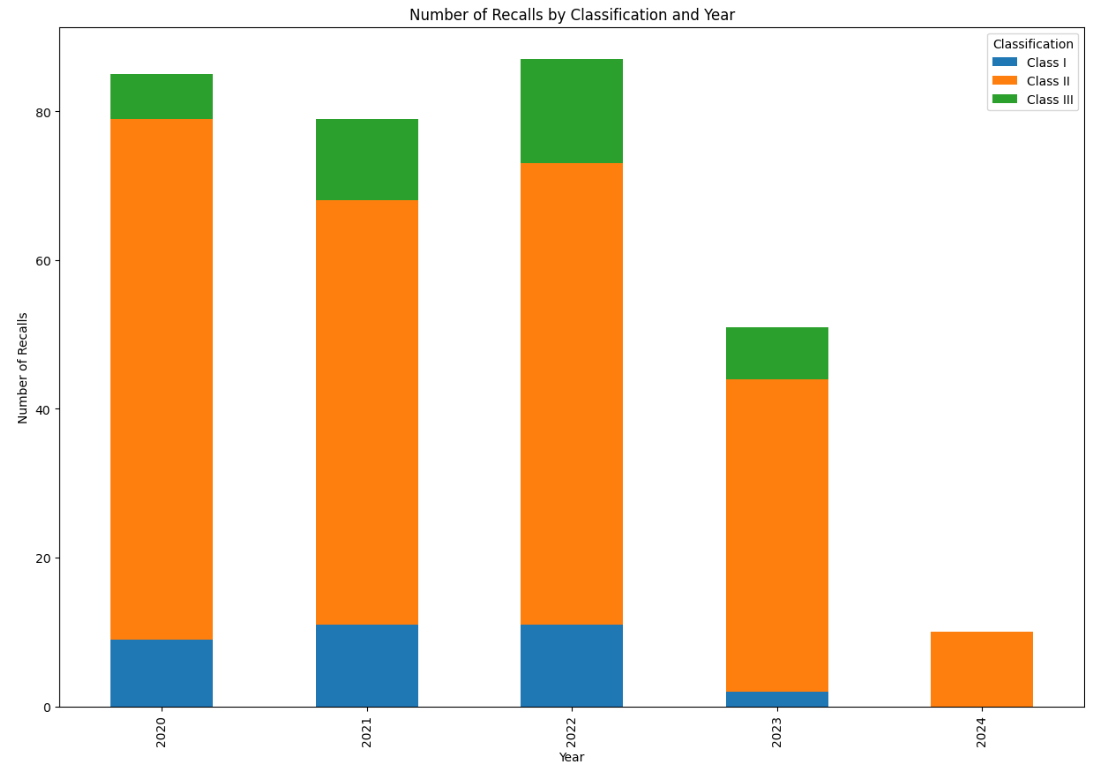 Number of Recalls by Classification and Year
Classification
Class I
Class II
Class III
80
60
40
20
0
Number of Recalls
2020
2021
2022
2023
2024
Year